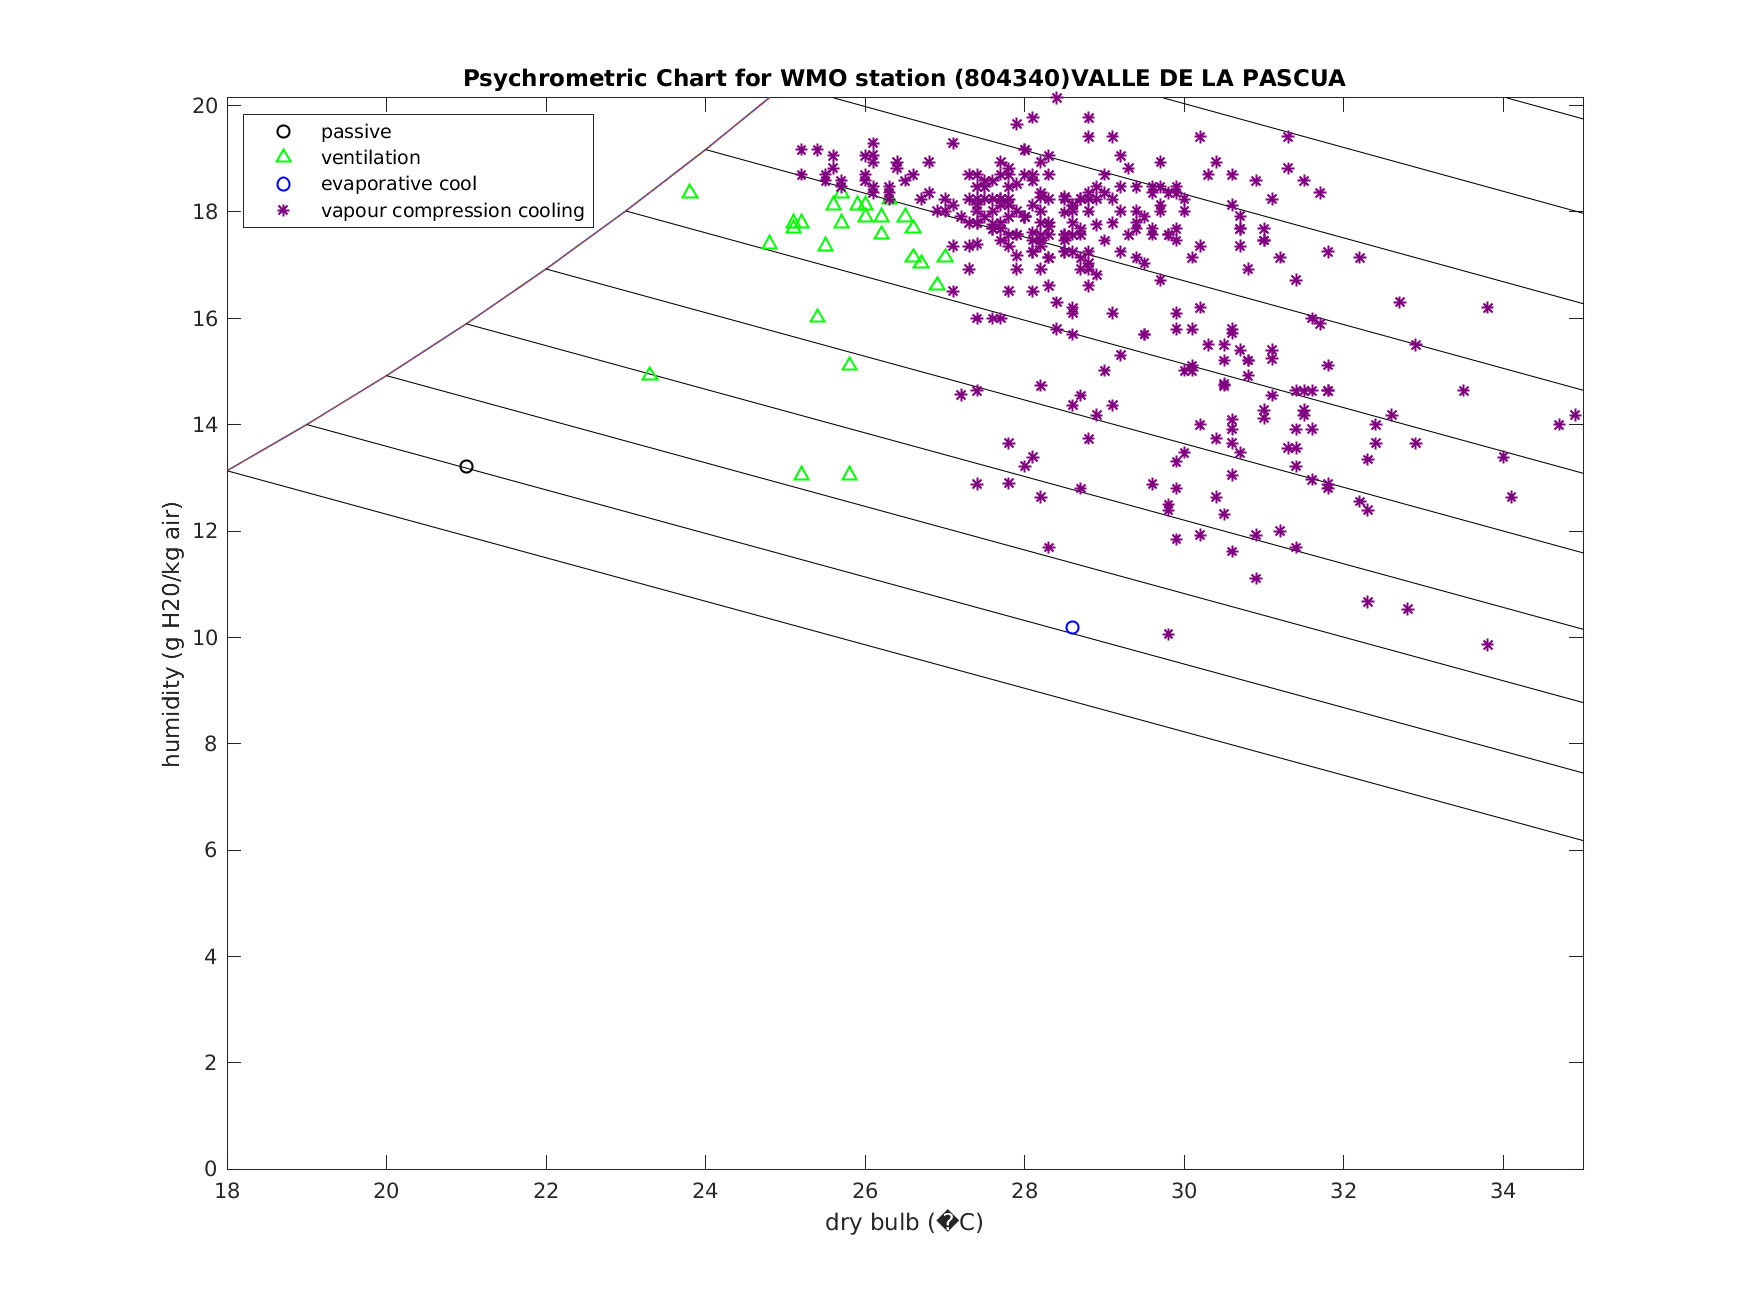 Psychrometric Chart for WMO station (804340)VALLE DE LA PASCUA
passive
ventilation
evaporative cool
vapour compression cooling
humidity (g H20/kg air)
20
18
16
14
12
10
8
6
4
2
0
18 20 22 24 26 28 30 32 34
dry bulb (�C)